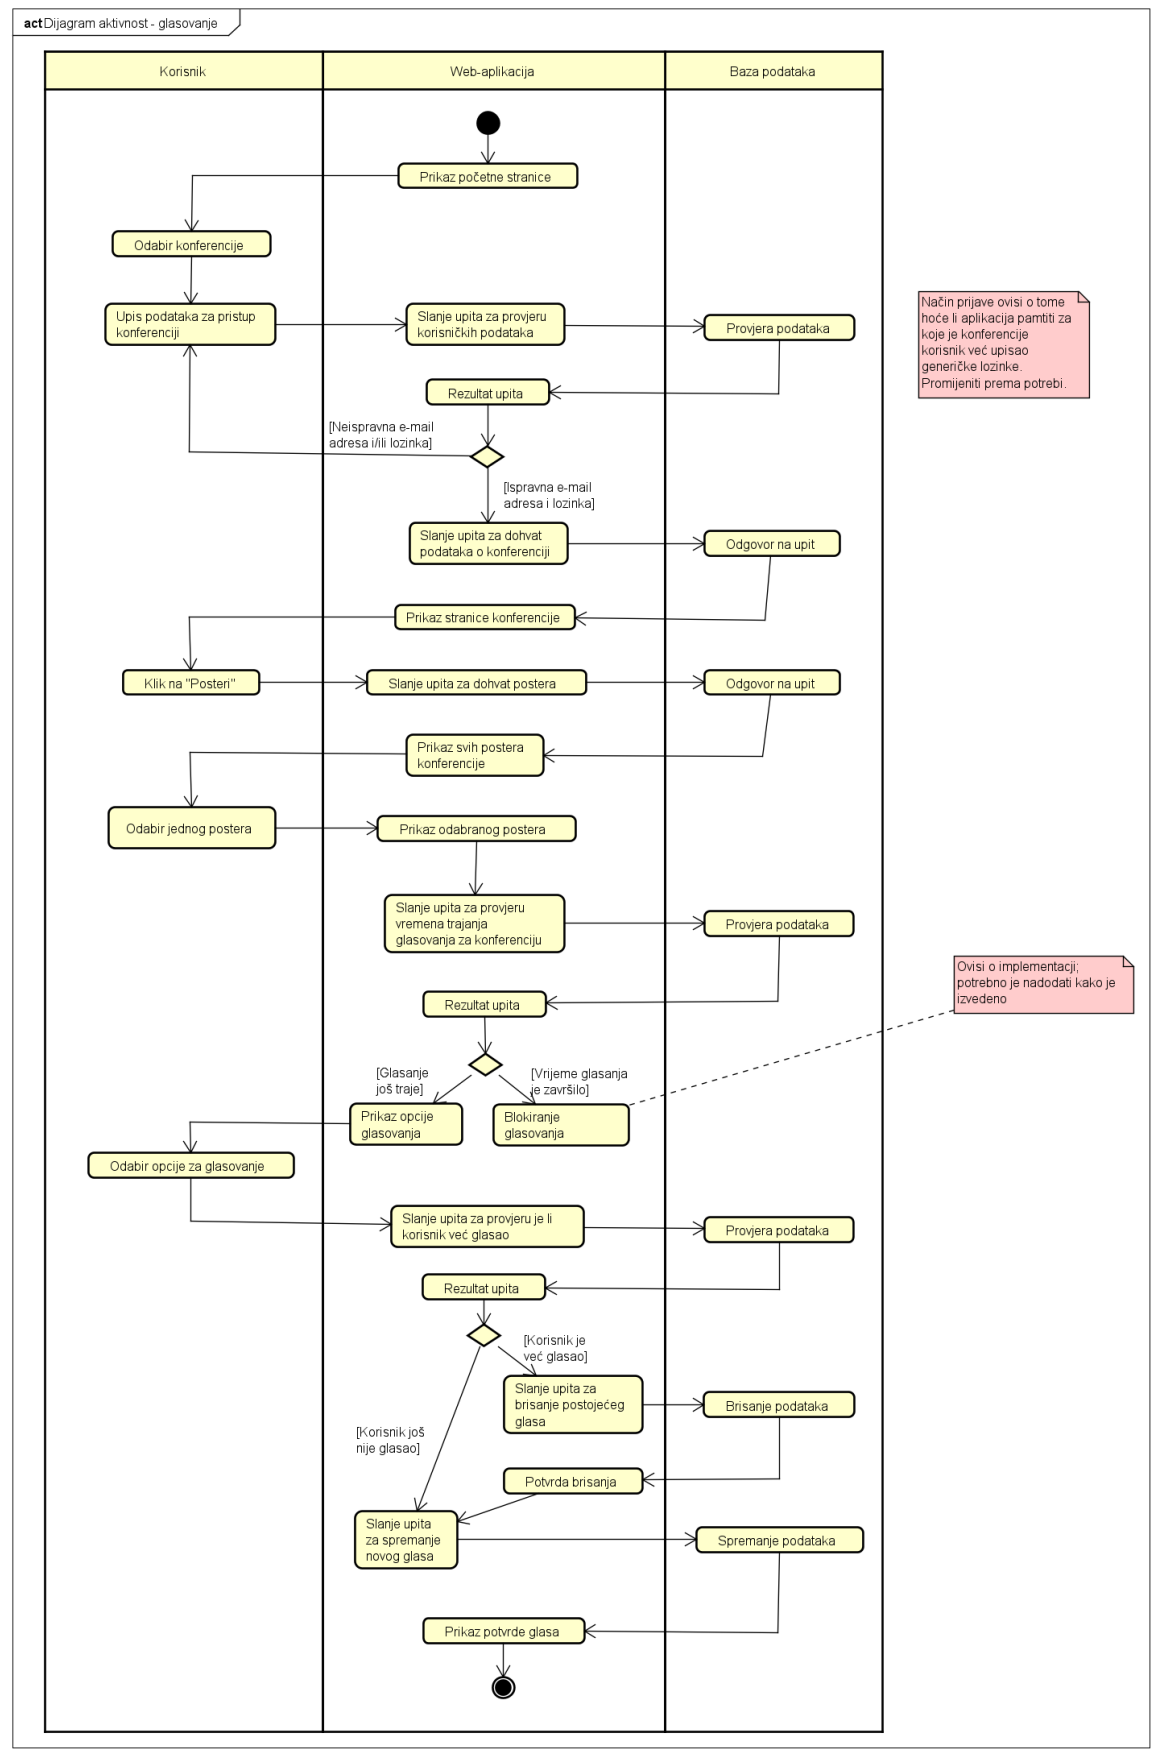 act Dijagram aktivnost - glasovanje
Korisnik
Web-aplikacija
Baza podataka
Prikaz početne stranice
Odabir konferencije
Upis podataka za pristup
konferenciji
Slanje upita za provjeru
korisničkih podataka
Provjera podataka
Način prijave ovisi o tome
hoće li aplikacija pamtiti za
koje je konferencije
korisnik već upisao
generičke lozinke.
Promijeniti prema potrebi.
Rezultat upita
[Neispravna e-mail
adresa i/ili lozinka]
[Ispravna e-mail
adresa i lozinka]
Slanje upita za dohvat
podataka o konferenciji
Odgovor na upit
Prikaz stranice konferencije
Klik na "Posteri"
Slanje upita za dohvat postera
Odgovor na upit
Prikaz svih postera
konferencije
Odabir jednog postera
Prikaz odabranog postera
Slanje upita za provjeru
vremena trajanja
glasovanja za konferenciju
Provjera podataka
Ovisi o implementacji;
potrebno je nadodati kako je
izvedeno
Rezultat upita
[Glasanje
još traje]
[Vrijeme glasanja
je završilo]
Prikaz opcije
glasovanja
Blokiranje
glasovanja
Odabir opcije za glasovanje
Slanje upita za provjeru je li
korisnik već glasao
Provjera podataka
Rezultat upita
[Korisnik je
već glasao]
Slanje upita za
brisanje postojećeg
glasa
Brisanje podataka
[Korisnik još
nije glasao]
Potvrda brisanja
Slanje upita
za spremanje
novog glasa
Spremanje podataka
Prikaz potvrde glasa